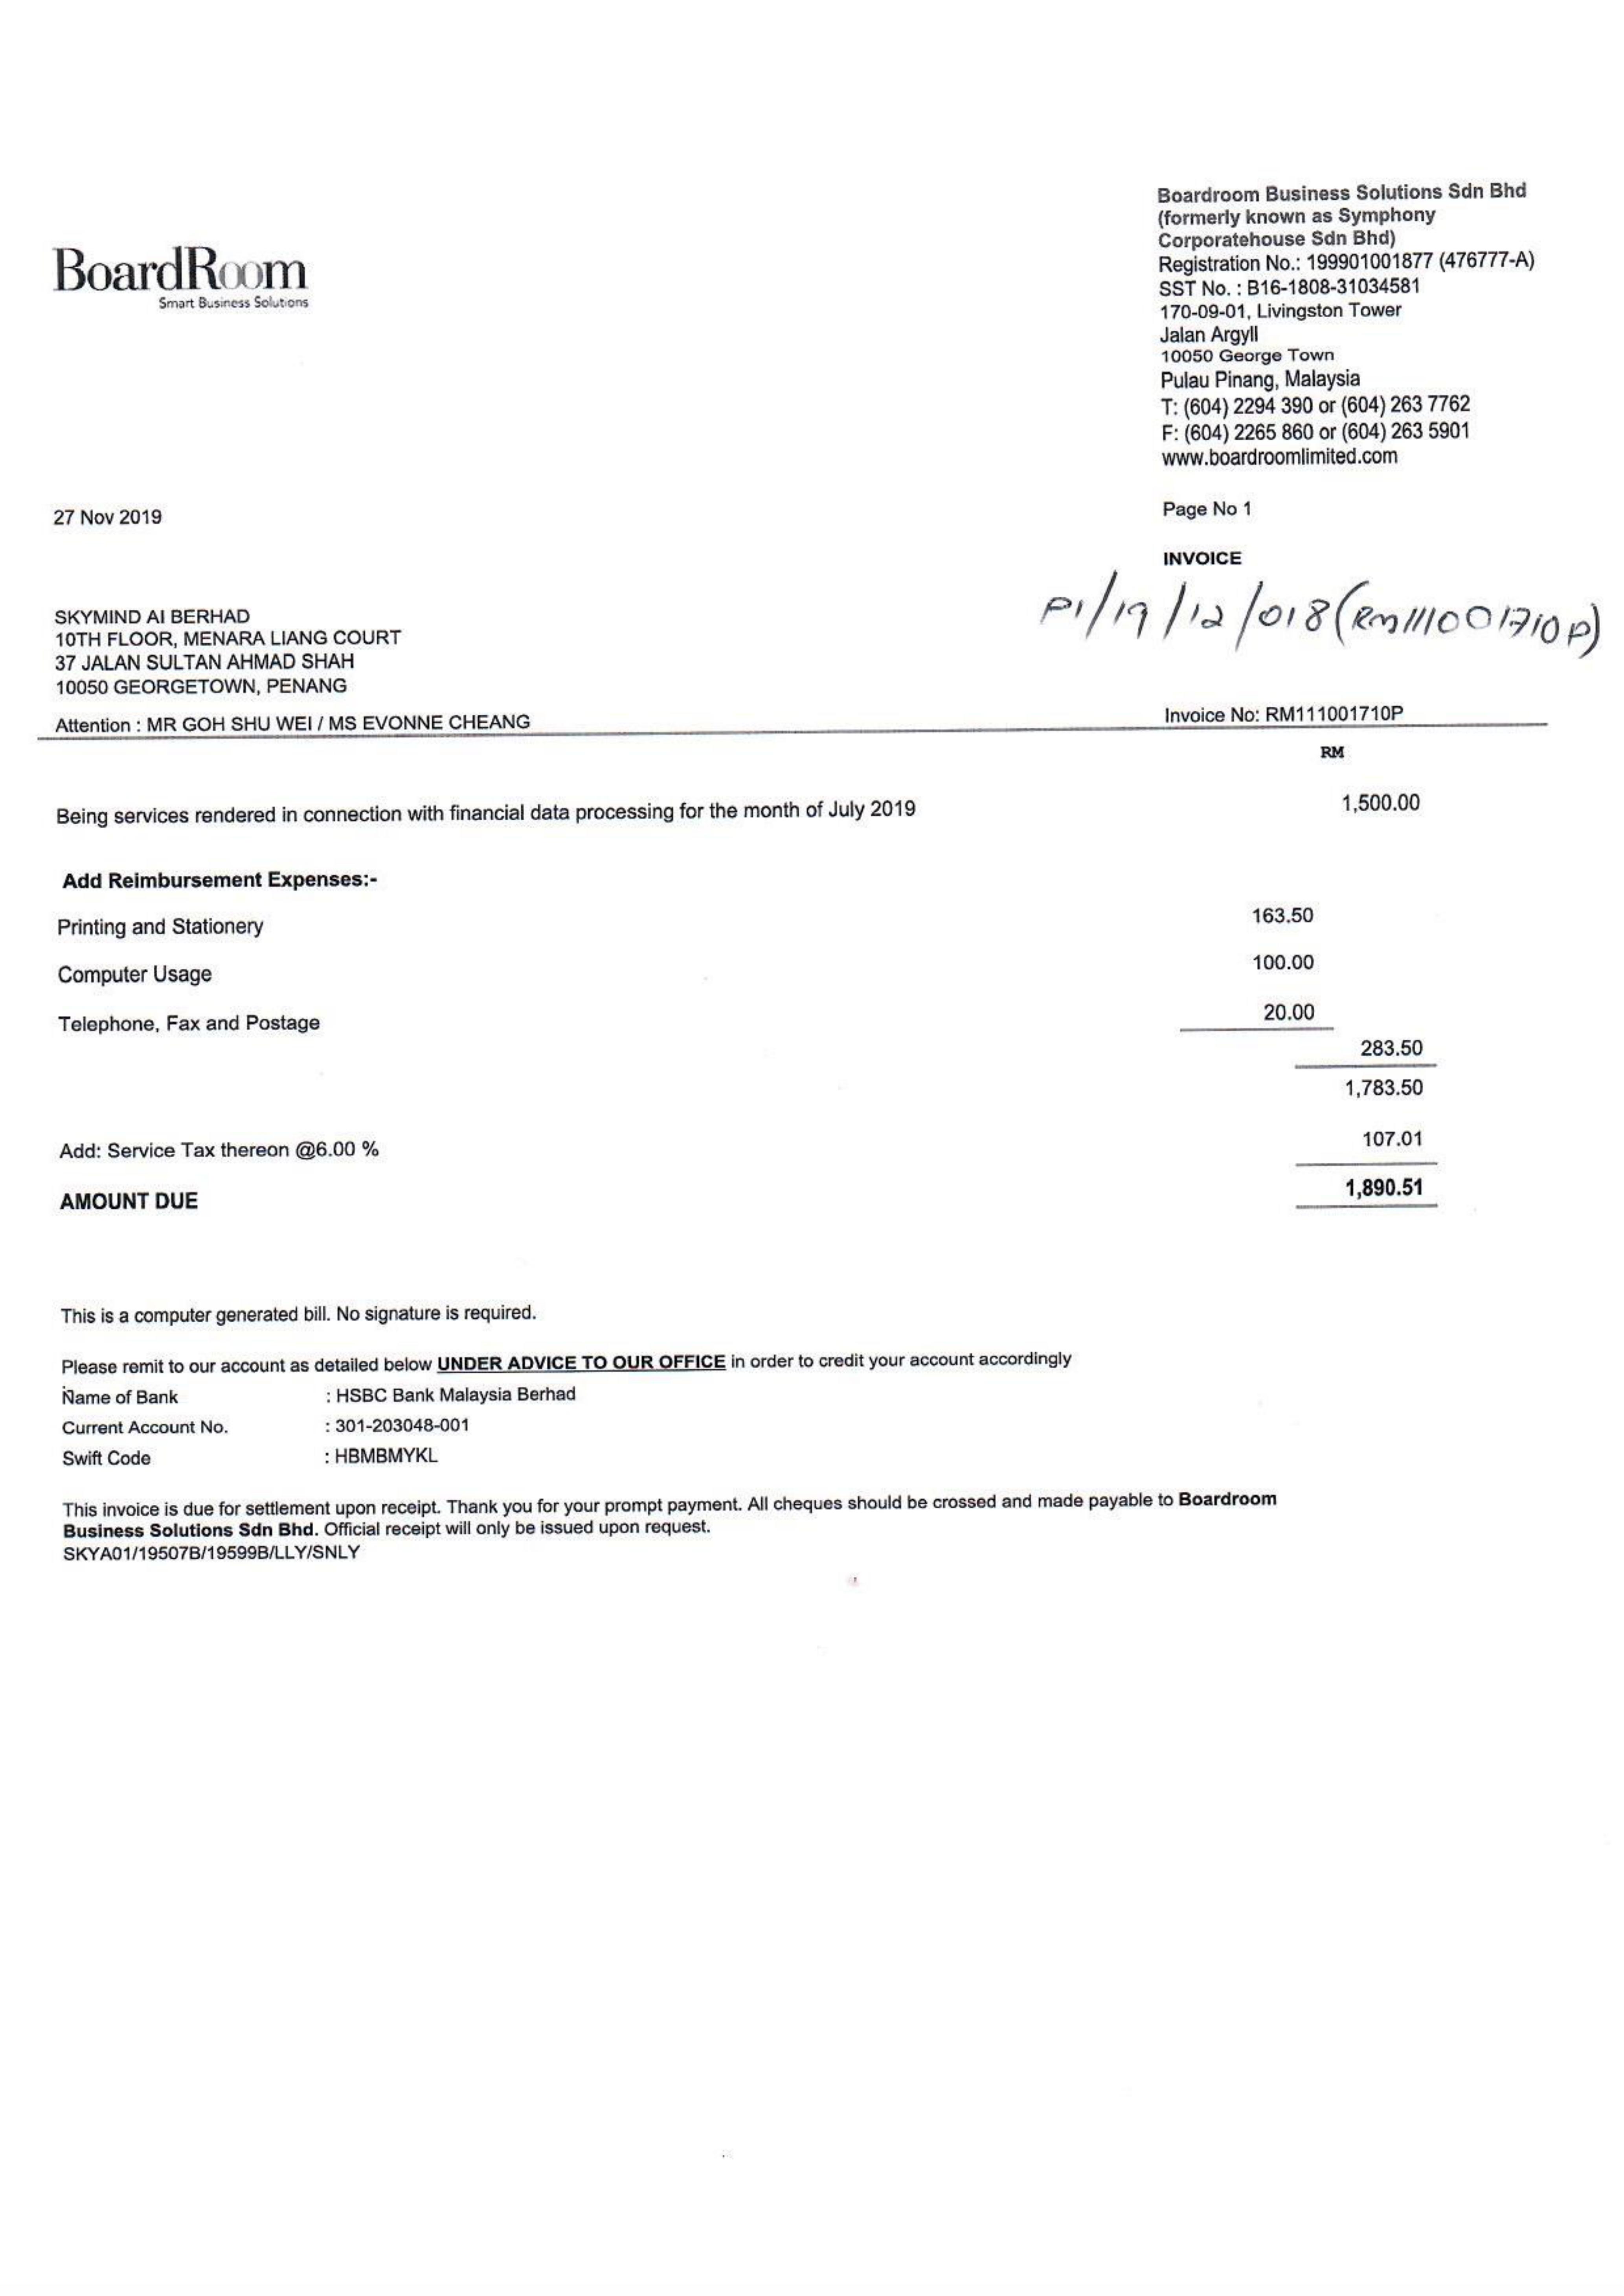 BoardRoom
Smart Business Solutions
Boardroom Business Solutions Sdn Bhd
(formerly known as Symphony
Corporatehouse Sdn Bhd)
Registration No.: 199901001877 (476777-A)
SST No. : B16-1808-31034581
170-09-01, Livingston Tower
Jalan Argyll
10050 George Town
Pulau Pinang, Malaysia
T: (604) 2294 390 or (604) 263 7762
F: (604) 2265 860 or (604) 263 5901
www.boardroomlimited.com
27 Nov 2019
Page No 1
INVOICE
PI/19/12/018(RM111001710P)
SKYMIND AI BERHAD
10TH FLOOR, MENARA LIANG COURT
37 JALAN SULTAN AHMAD SHAH
10050 GEORGETOWN, PENANG
Attention : MR GOH SHU WEI / MS EVONNE CHEANG
Invoice No: RM111001710P
RM
Being services rendered in connection with financial data processing for the month of July 2019 1,500.00
Add Reimbursement Expenses:-
Printing and Stationery 163.50
Computer Usage 100.00
Telephone, Fax and Postage 20.00
283.50
1,783.50
Add: Service Tax thereon @6.00 % 107.01
AMOUNT DUE 1,890.51
This is a computer generated bill. No signature is required.
Please remit to our account as detailed below UNDER ADVICE TO OUR OFFICE in order to credit your account accordingly
Name of Bank : HSBC Bank Malaysia Berhad
Current Account No. : 301-203048-001
Swift Code : HBMBMYKL
This invoice is due for settlement upon receipt. Thank you for your prompt payment. All cheques should be crossed and made payable to Boardroom
Business Solutions Sdn Bhd. Official receipt will only be issued upon request.
SKYA01/19507B/19599B/LLY/SNLY